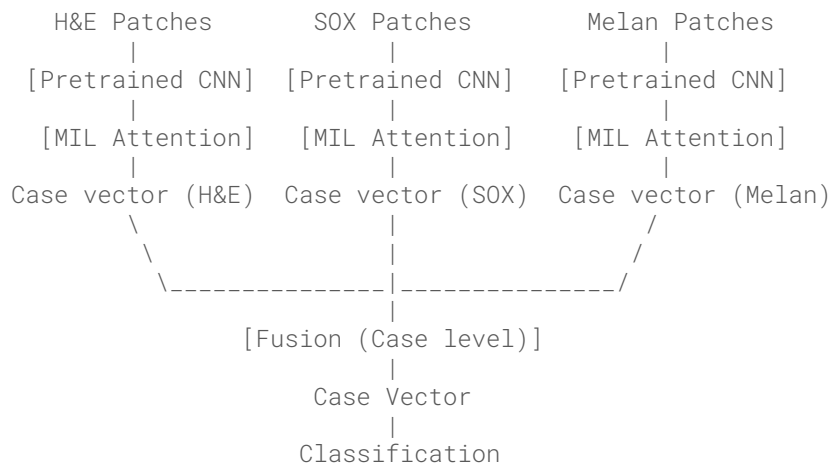 H&E Patches SOX Patches Melan Patches
[Pretrained CNN] [Pretrained CNN] [Pretrained CNN]
[MIL Attention] [MIL Attention] [MIL Attention]
Case vector (H&E) Case vector (SOX) Case vector (Melan)
[Fusion (Case level)]
Case Vector
Classification